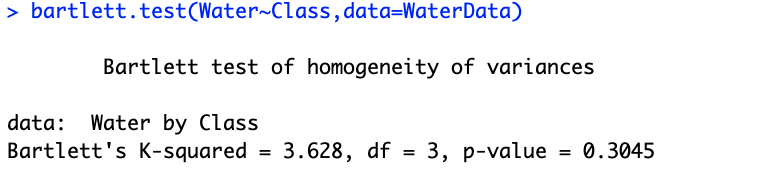 > bartlett.test(Water~Class,data=WaterData)
Bartlett test of homogeneity of variances
data:  Water by Class
Bartlett's K-squared = 3.628, df = 3, p-value = 0.3045